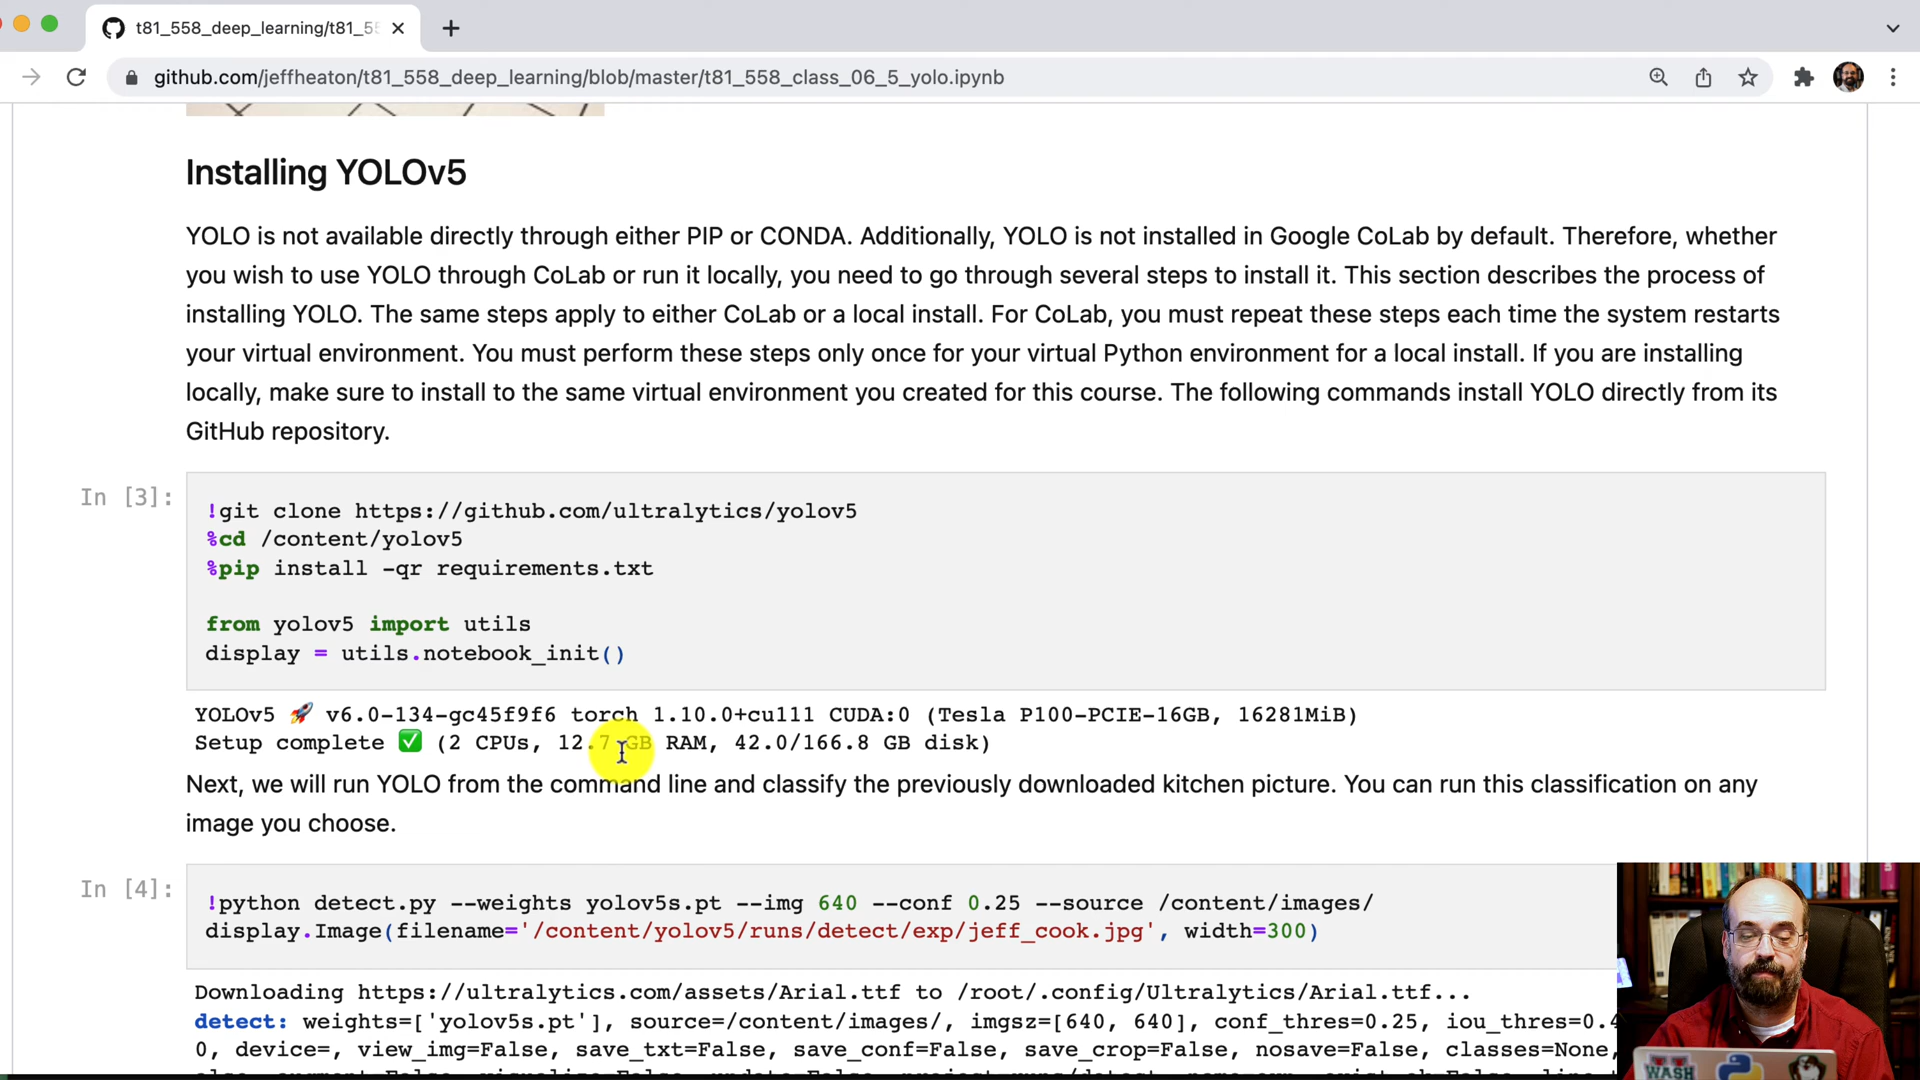 t81_558_deep_learning/t81_55
github.com/jeffheaton/t81_558_deep_learning/blob/master/t81_558_class_06_5_yolo.ipynb
Installing YOLOv5
YOLO is not available directly through either PIP or CONDA. Additionally, YOLO is not installed in Google CoLab by default. Therefore, whether
you wish to use YOLO through CoLab or run it locally, you need to go through several steps to install it. This section describes the process of
installing YOLO. The same steps apply to either CoLab or a local install. For CoLab, you must repeat these steps each time the system restarts
your virtual environment. You must perform these steps only once for your virtual Python environment for a local install. If you are installing
locally, make sure to install to the same virtual environment you created for this course. The following commands install YOLO directly from its
GitHub repository.
In [3]:
!git clone https://github.com/ultralytics/yolov5
%cd /content/yolov5
%pip install -qr requirements.txt
from yolov5 import utils
display = utils.notebook_init()
YOLOv5 🚀 v6.0-134-gc45f9f6 torch 1.10.0+cu111 CUDA:0 (Tesla P100-PCIE-16GB, 16281MiB)
Setup complete ✅ (2 CPUs, 12.7 GB RAM, 42.0/166.8 GB disk)
Next, we will run YOLO from the command line and classify the previously downloaded kitchen picture. You can run this classification on any
image you choose.
In [4]:
!python detect.py --weights yolov5s.pt --img 640 --conf 0.25 --source /content/images/
display.Image(filename='/content/yolov5/runs/detect/exp/jeff_cook.jpg', width=300)
Downloading https://ultralytics.com/assets/Arial.ttf to /root/.config/Ultralytics/Arial.ttf...
detect: weights=['yolov5s.pt'], source=/content/images/, imgsz=[640, 640], conf_thres=0.25, iou_thres=0.4
0, device=, view_img=False, save_txt=False, save_conf=False, save_crop=False, nosave=False, classes=None,
WASH